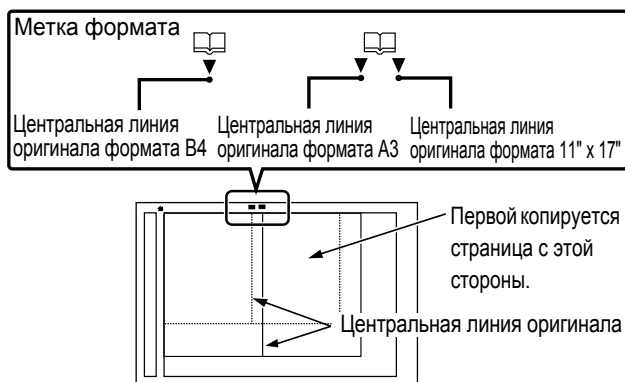 Метка формата
Центральная линия
оригинала формата B4
Центральная линия
оригинала формата A3
Центральная линия
оригинала формата 11" x 17"
Первой копируется
страница с этой
стороны.
Центральная линия оригинала